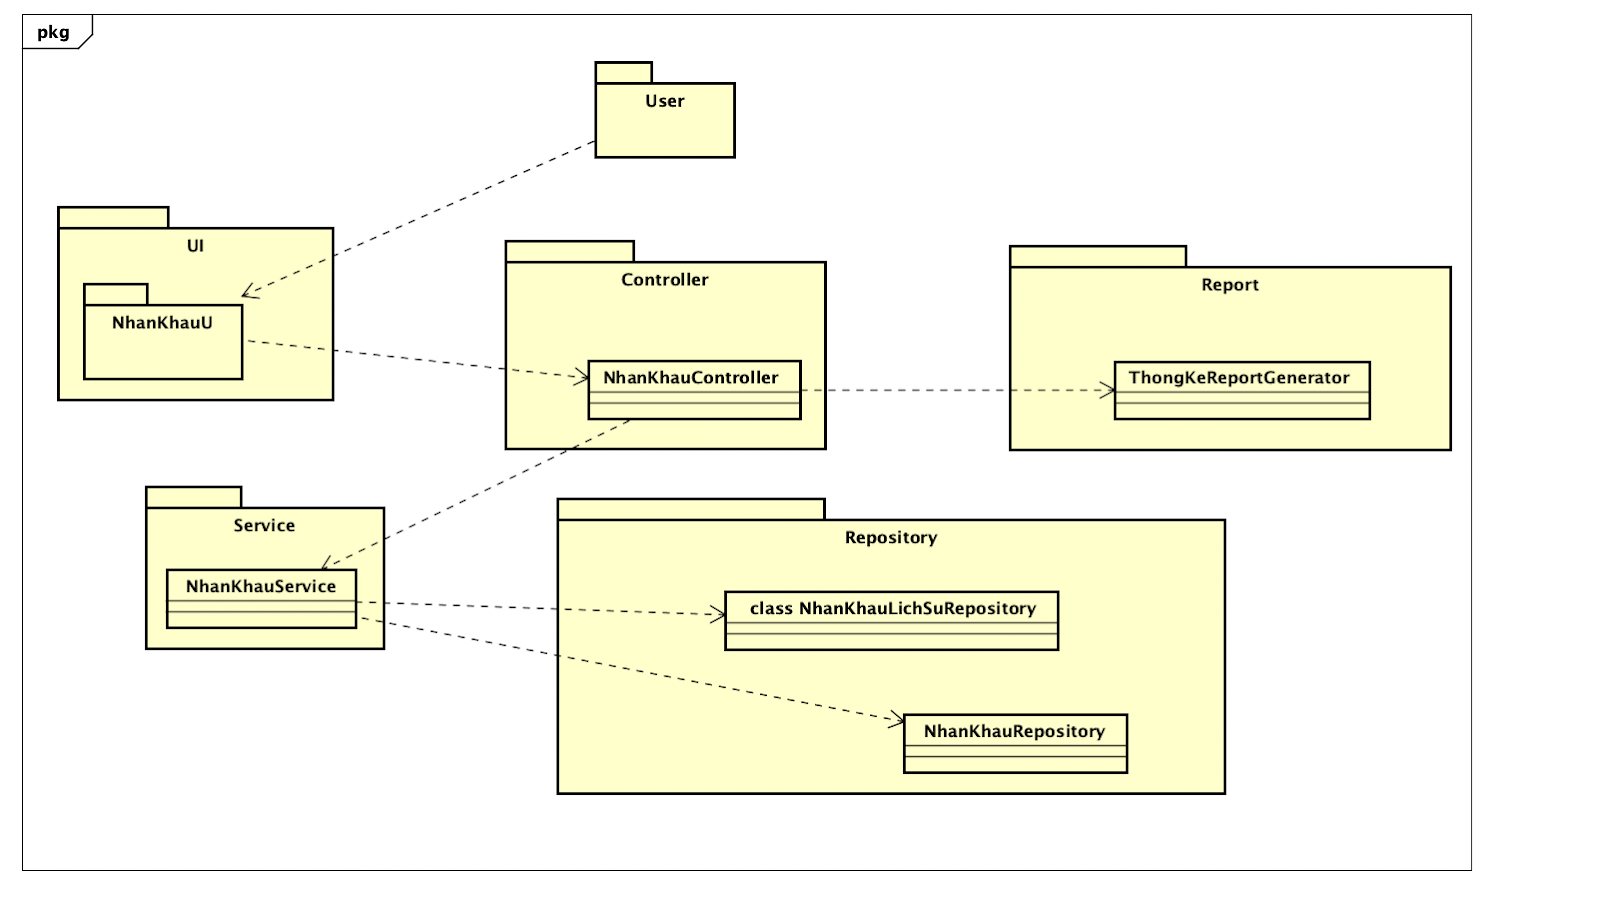 pkg
User
UI
NhanKhauU
Controller
NhanKhauController
Report
ThongKeReportGenerator
Service
NhanKhauService
Repository
class NhanKhauLichSuRepository
NhanKhauRepository